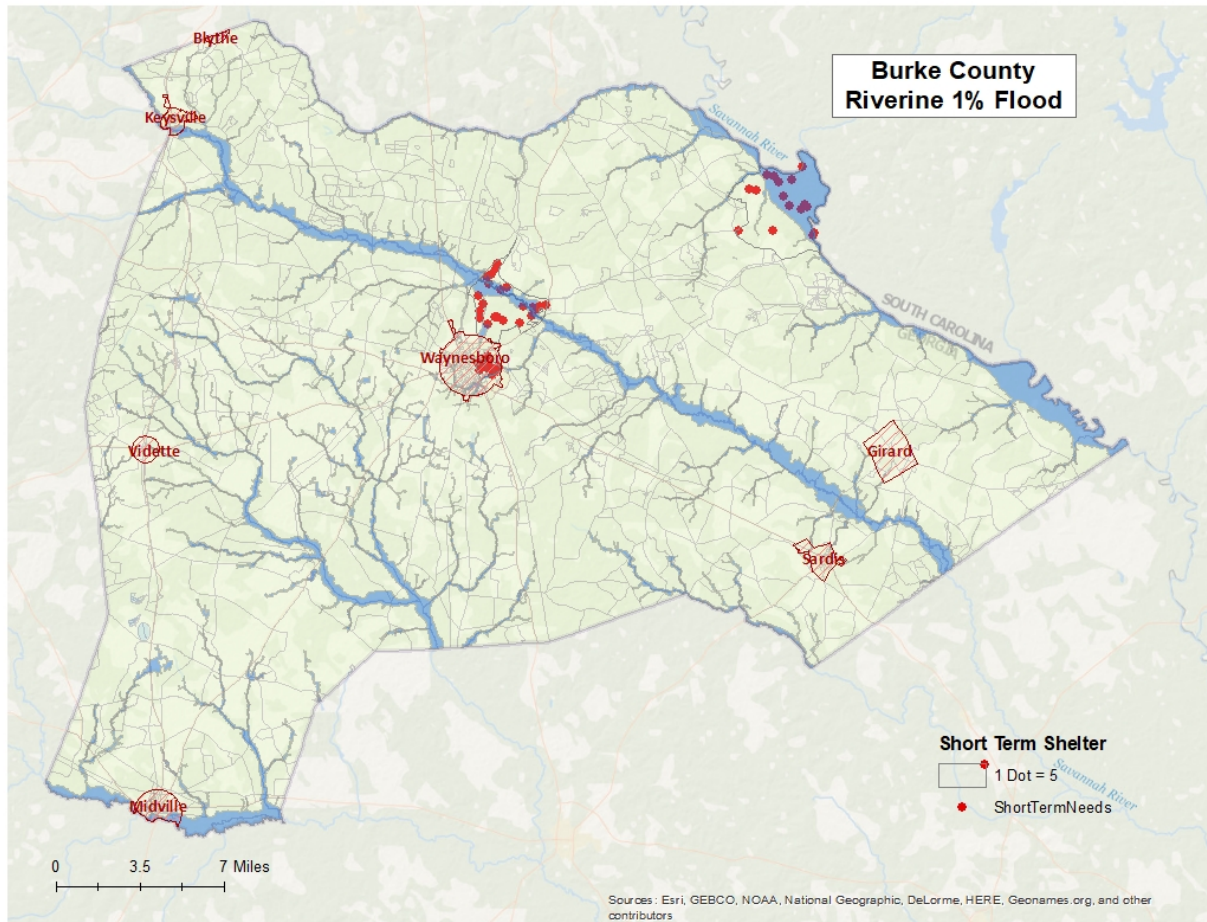 Burke County
Riverine 1% Flood
Blythe
Keysville
Savannah River
SOUTH CAROLINA
GEORGIA
Waynesboro
Vidette
Girard
Sardis
Midville
Short Term Shelter
1 Dot = 5
ShortTermNeeds
Savannah River
0 3.5 7 Miles
Sources: Esri, GEBCO, NOAA, National Geographic, DeLorme, HERE, Geonames.org, and other
contributors